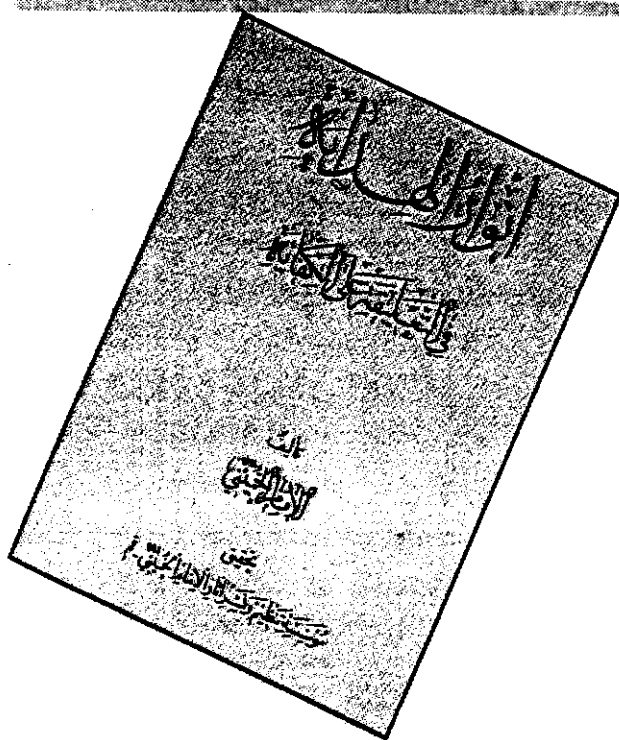 أنوار الهداية
في التعليقة على الكفاية
تأليف
الإمام الخميني
تحقيق
مؤسسة تنظيم ونشر آثار الإمام الخميني